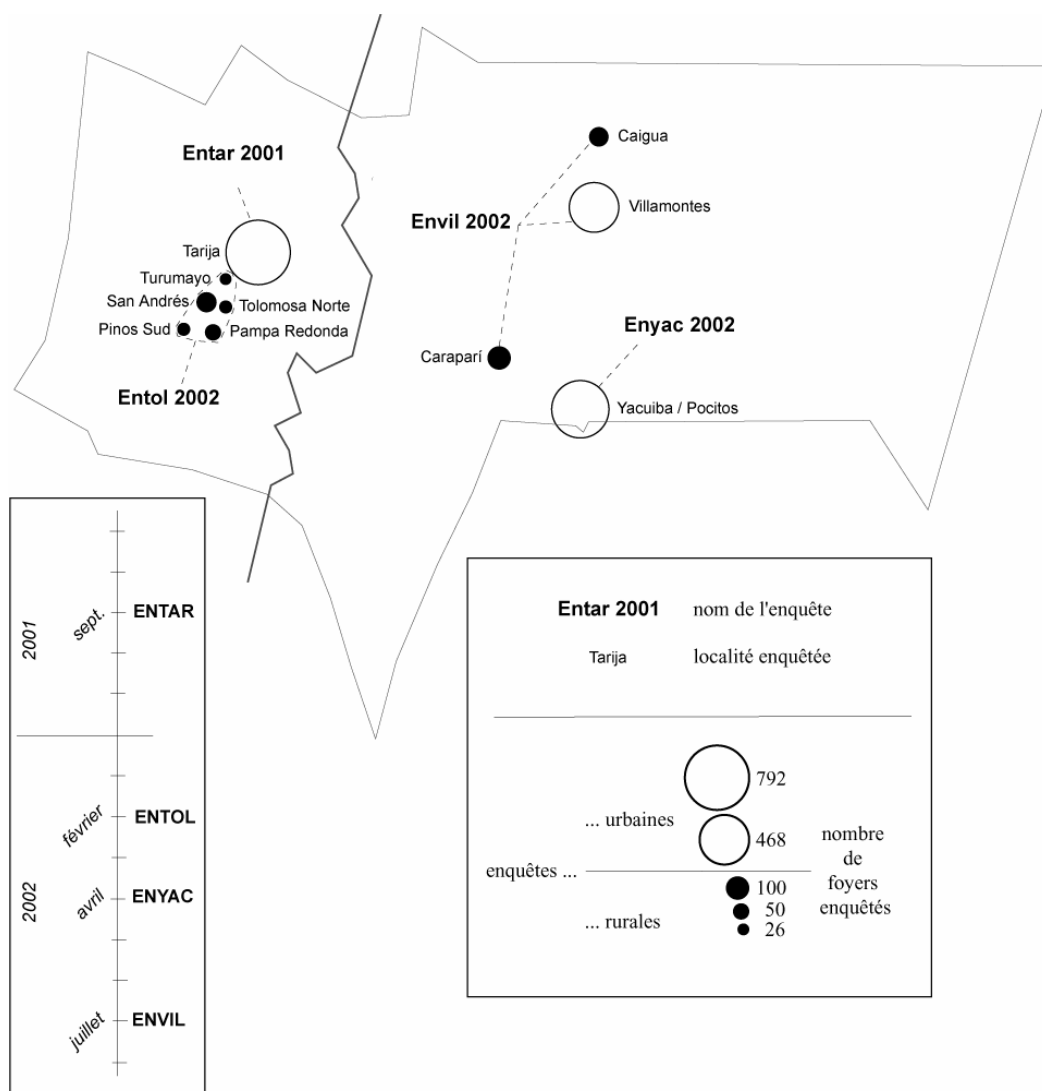 Entar 2001
Tarija
Turumayo
San Andrés
Tolomosa Norte
Pinos Sud
Pampa Redonda
Entol 2002
Caigua
Envil 2002
Villamontes
Caraparí
Enyac 2002
Yacuiba / Pocitos
2001
sept.
ENTAR
2002
février
ENTOL
avril
ENYAC
juillet
ENVIL
Entar 2001 nom de l'enquête
Tarija localité enquêtée
792
... urbaines
468
enquêtes ...
100
50
... rurales
26
nombre
de
foyers
enquêtés